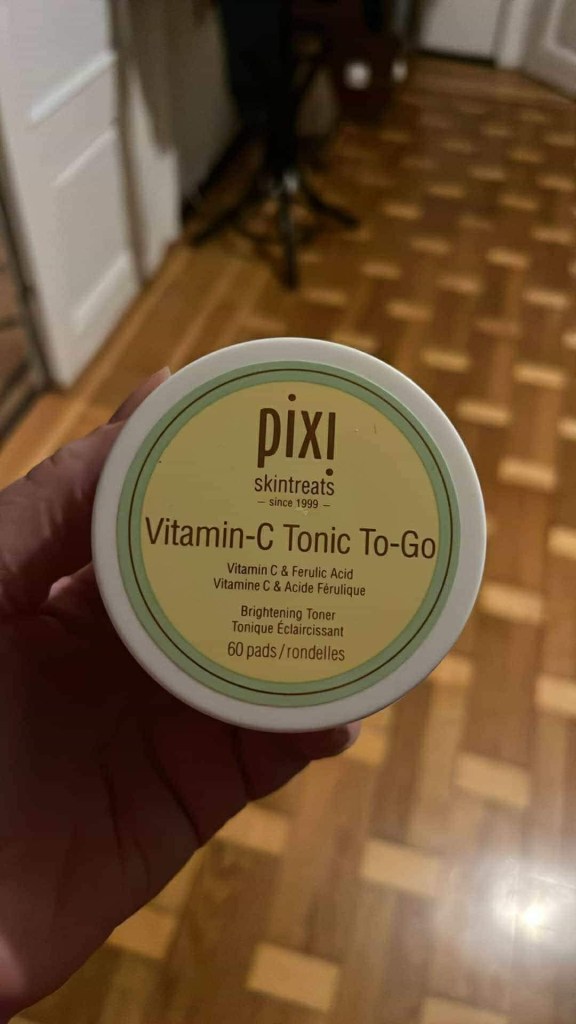 pixi
skintreats
– since 1999 –
Vitamin-C Tonic To-Go
Vitamin C & Ferulic Acid
Vitamine C & Acide Férulique
Brightening Toner
Tonique Éclaircissant
60 pads/rondelles